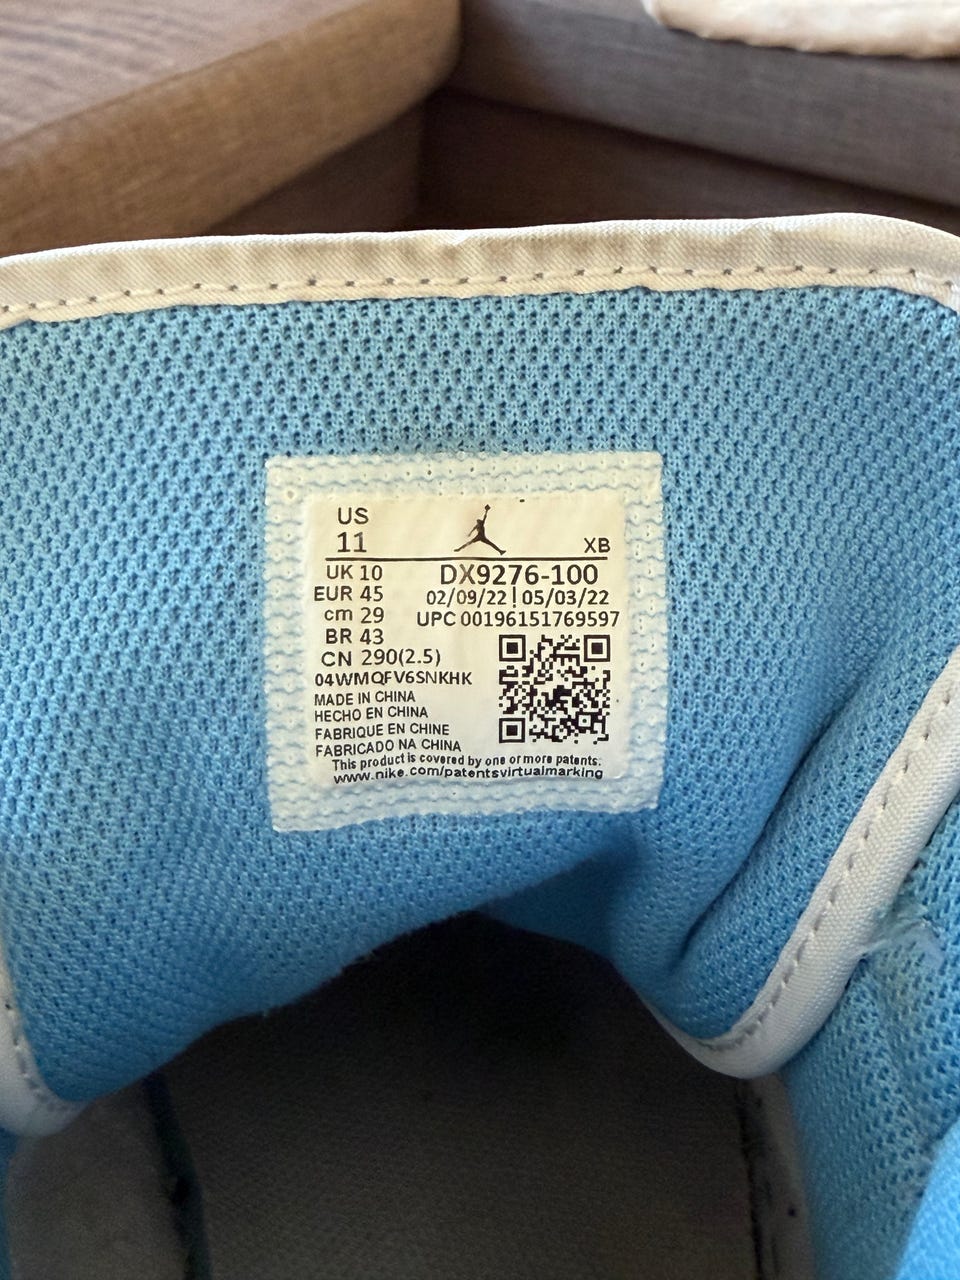 US
11 XB
UK 10 DX9276-100
EUR 45 02/09/22|05/03/22
cm 29 UPC 00196151769597
BR 43
CN 290(2.5)
04WMQFV6SNKHK
MADE IN CHINA
HECHO EN CHINA
FABRIQUE EN CHINE
FABRICADO NA CHINA
This product is covered by one or more patents.
www.nike.com/patentsvirtualmarking